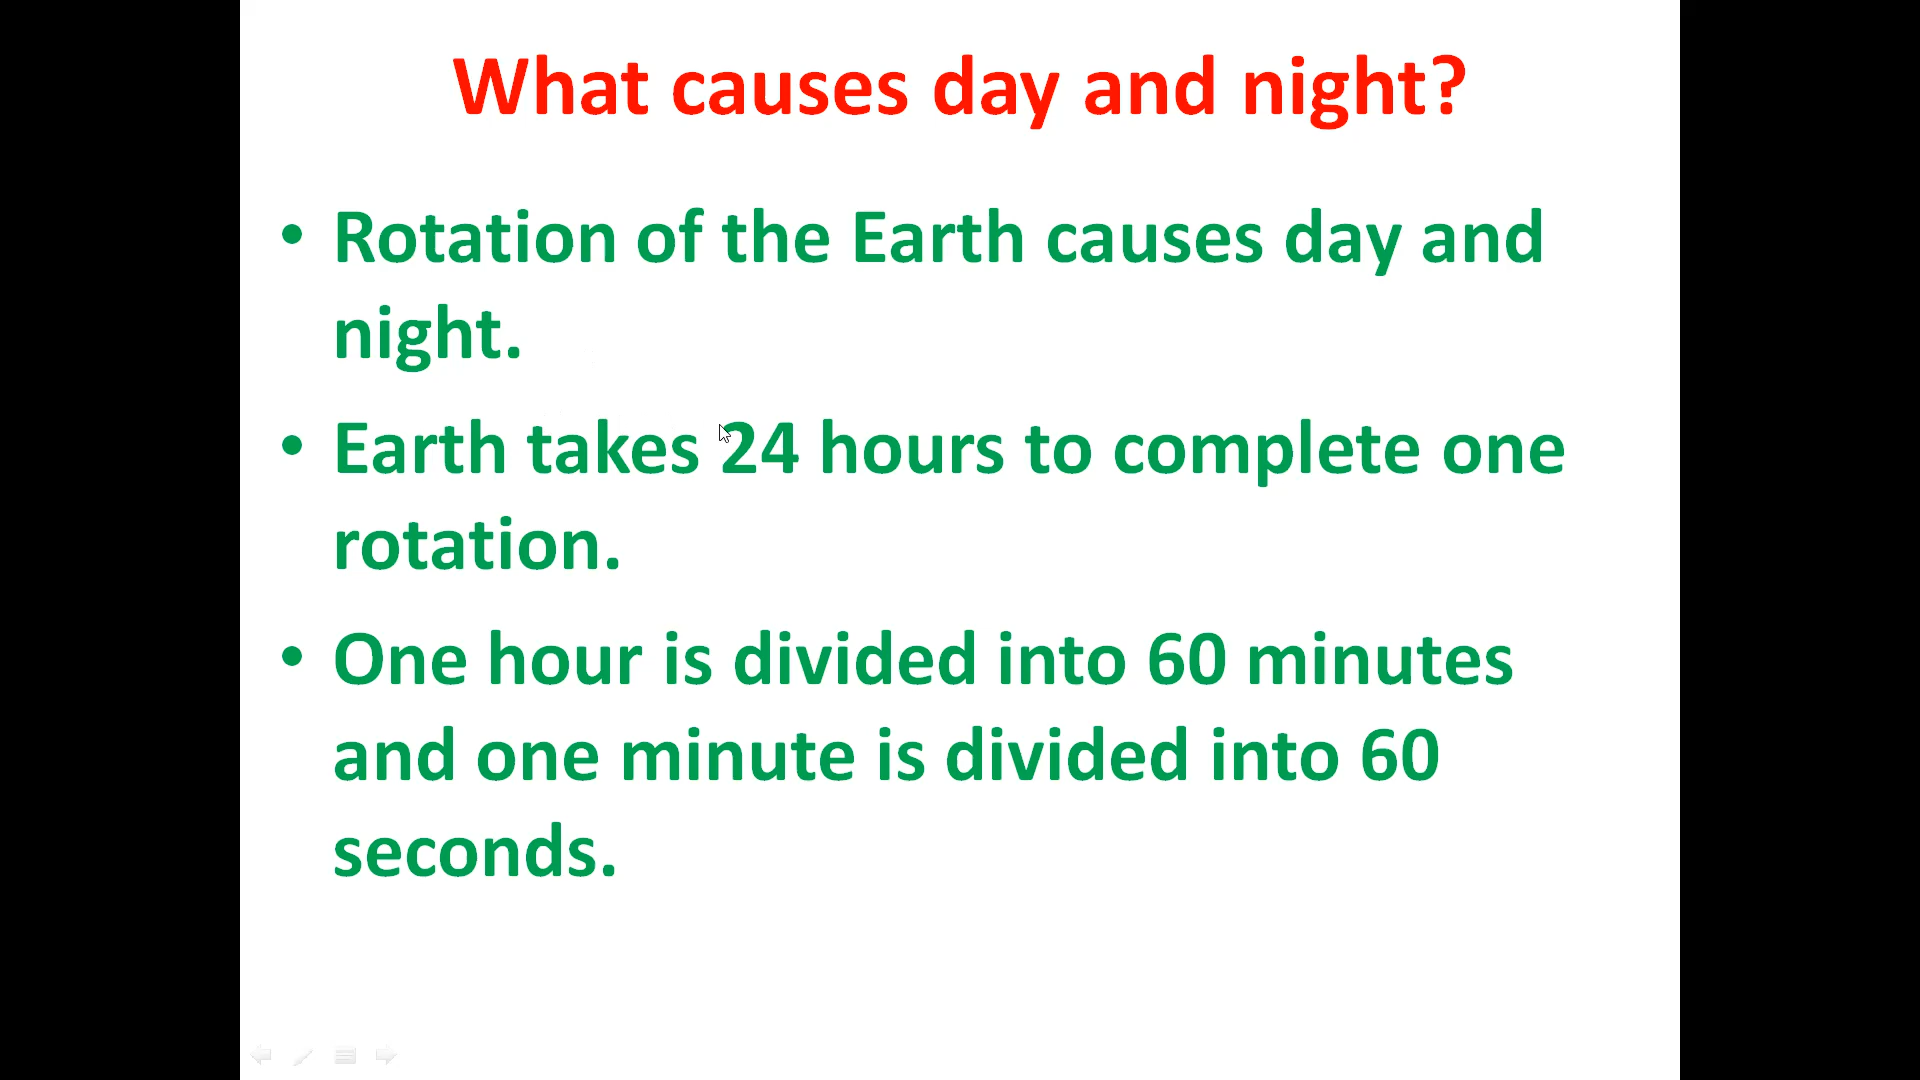 What causes day and night?
• Rotation of the Earth causes day and
night.
• Earth takes 24 hours to complete one
rotation.
• One hour is divided into 60 minutes
and one minute is divided into 60
seconds.